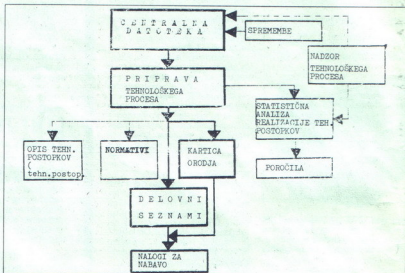 CENTRALNA
DATOTEKA
SPREMEMBE
NADZOR
TEHNOLOŠKEGA
PROCESA
PRIPRAVA
TEHNOLOŠKEGA
PROCESA
STATISTIČNA
ANALIZA
REALIZACIJE TEH.
POSTOPKOV
OPIS TEHN.
POSTOPKOV
(
tehn.postop.
NORMATIVI
KARTICA
ORODJA
POROČILA
DELOVNI
SEZNAMI
NALOGI ZA
NABAVO